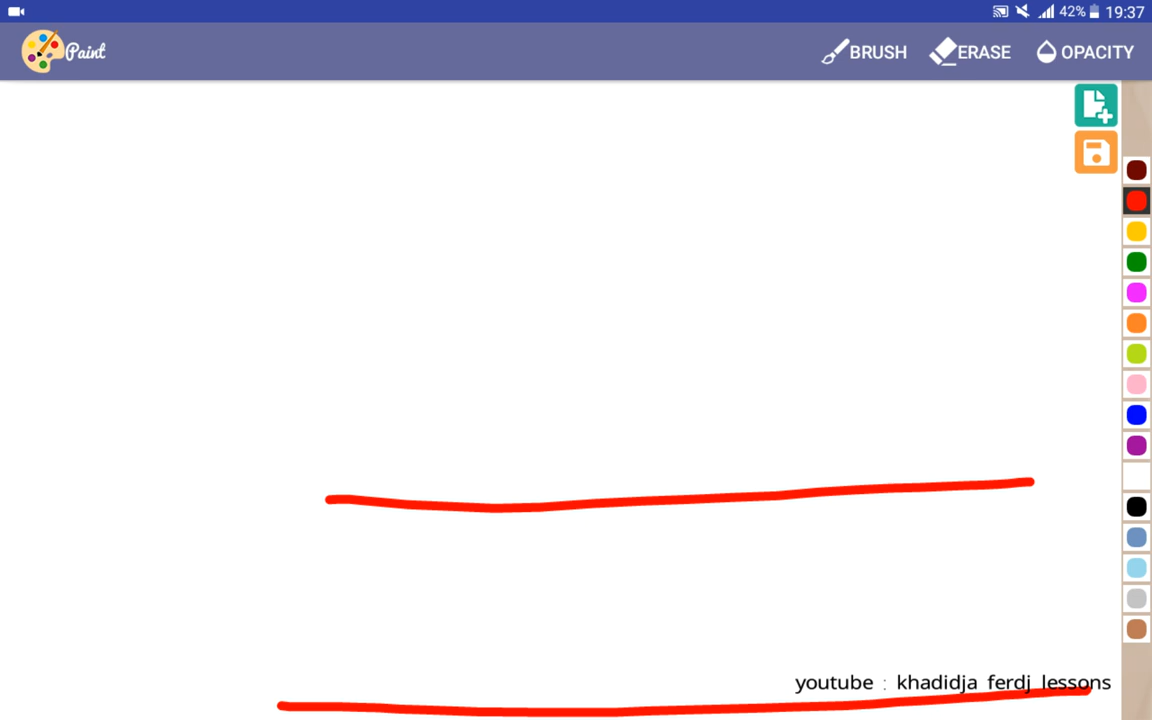 42% 19:37
Paint BRUSH ERASE OPACITY
youtube : khadidja ferdj lessons